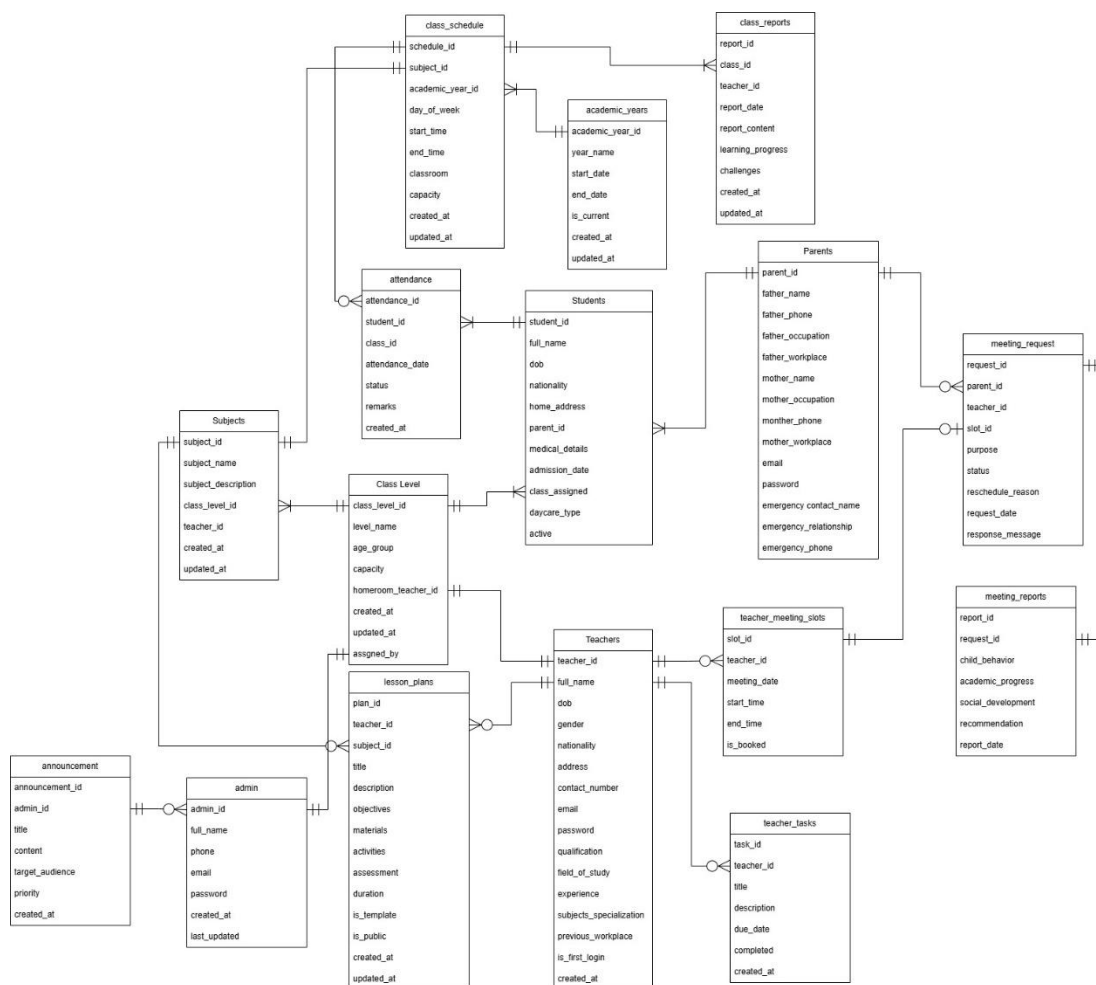 class_schedule
schedule_id
subject_id
academic_year_id
day_of_week
start_time
end_time
classroom
capacity
created_at
updated_at
class_reports
report_id
class_id
teacher_id
report_date
report_content
learning_progress
challenges
created_at
updated_at
academic_years
academic_year_id
year_name
start_date
end_date
is_current
created_at
updated_at
attendance
attendance_id
student_id
class_id
attendance_date
status
remarks
created_at
Students
student_id
full_name
dob
nationality
home_address
parent_id
medical_details
admission_date
class_assigned
daycare_type
active
Parents
parent_id
father_name
father_phone
father_occupation
father_workplace
mother_name
mother_occupation
monther_phone
mother_workplace
email
password
emergency contact_name
emergency_relationship
emergency_phone
meeting_request
request_id
parent_id
teacher_id
slot_id
purpose
status
reschedule_reason
request_date
response_message
Subjects
subject_id
subject_name
subject_description
class_level_id
teacher_id
created_at
updated_at
Class Level
class_level_id
level_name
age_group
capacity
homeroom_teacher_id
created_at
updated_at
assgned_by
meeting_reports
report_id
request_id
child_behavior
academic_progress
social_development
recommendation
report_date
teacher_meeting_slots
slot_id
teacher_id
meeting_date
start_time
end_time
is_booked
Teachers
teacher_id
full_name
dob
gender
nationality
address
contact_number
email
password
qualification
field_of_study
experience
subjects_specialization
previous_workplace
is_first_login
created_at
lesson_plans
plan_id
teacher_id
subject_id
title
description
objectives
materials
activities
assessment
duration
is_template
is_public
created_at
updated_at
announcement
announcement_id
admin_id
title
content
target_audience
priority
created_at
admin
admin_id
full_name
phone
email
password
created_at
last_updated
teacher_tasks
task_id
teacher_id
title
description
due_date
completed
created_at